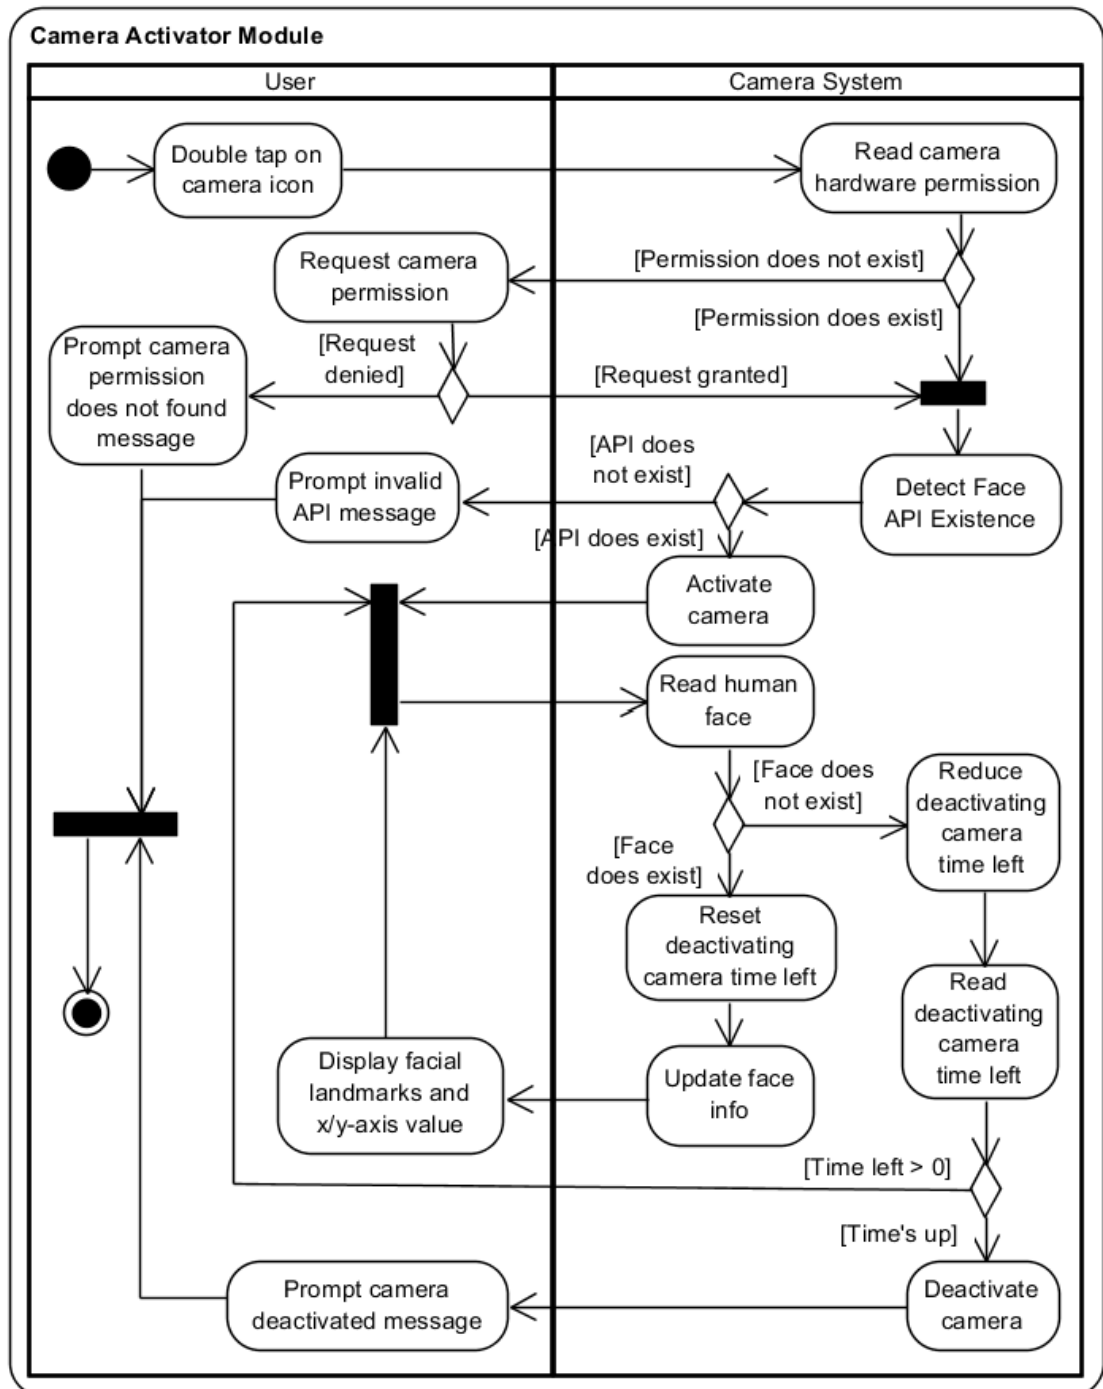 Camera Activator Module
User
Camera System
Double tap on
camera icon
Read camera
hardware permission
Request camera
permission
[Permission does not exist]
[Permission does exist]
Prompt camera
permission
does not found
message
[Request
denied]
[Request granted]
[API does
not exist]
Prompt invalid
API message
Detect Face
API Existence
[API does exist]
Activate
camera
Read human
face
[Face does
not exist]
Reduce
deactivating
camera
time left
[Face
does exist]
Reset
deactivating
camera time left
Read
deactivating
camera
time left
Display facial
landmarks and
x/y-axis value
Update face
info
[Time left > 0]
[Time's up]
Prompt camera
deactivated message
Deactivate
camera